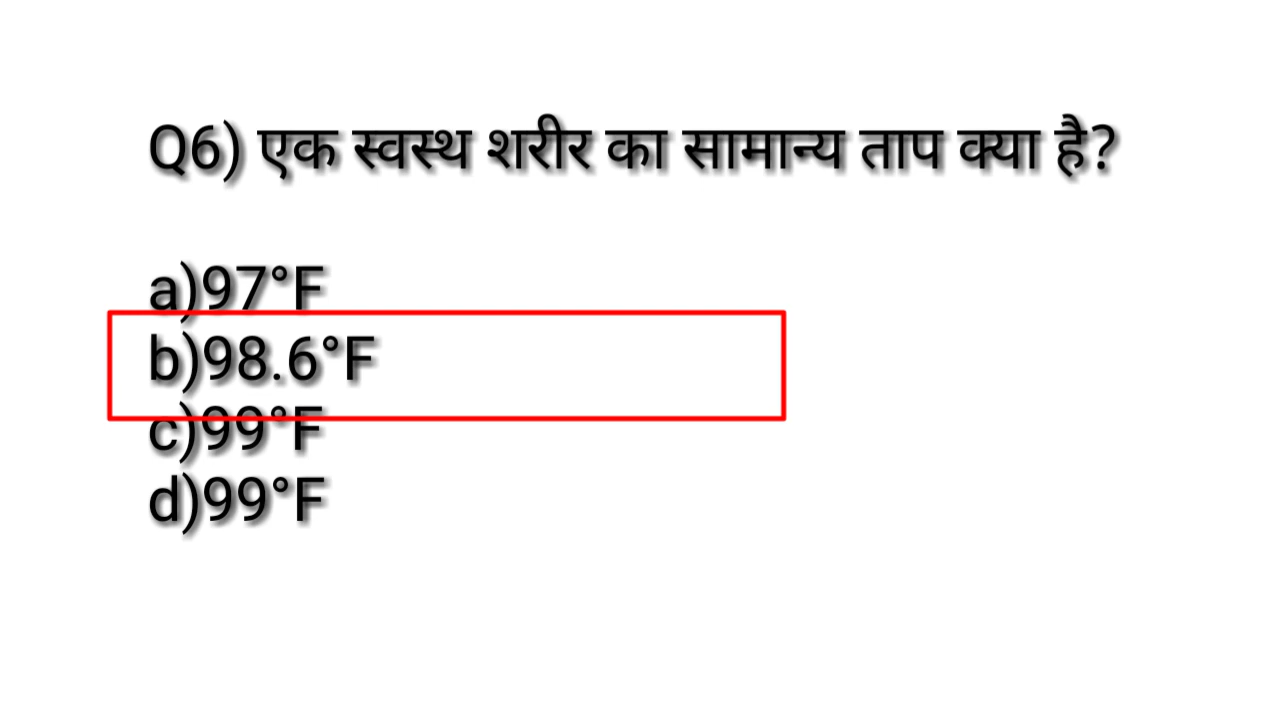 Q6) एक स्वस्थ शरीर का सामान्य ताप क्या है?
a)97°F
b)98.6°F
c)99°F
d)99°F